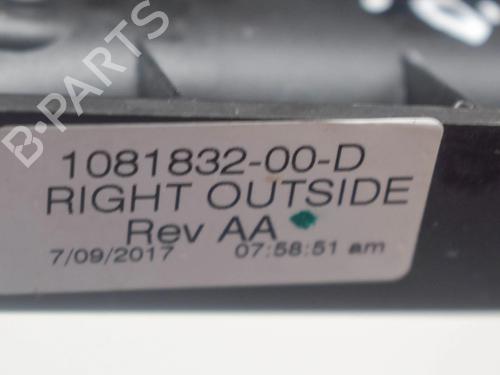 B-PARTS
1081832-00-D
RIGHT OUTSIDE
Rev AA
7/09/2017 07:58:51 am